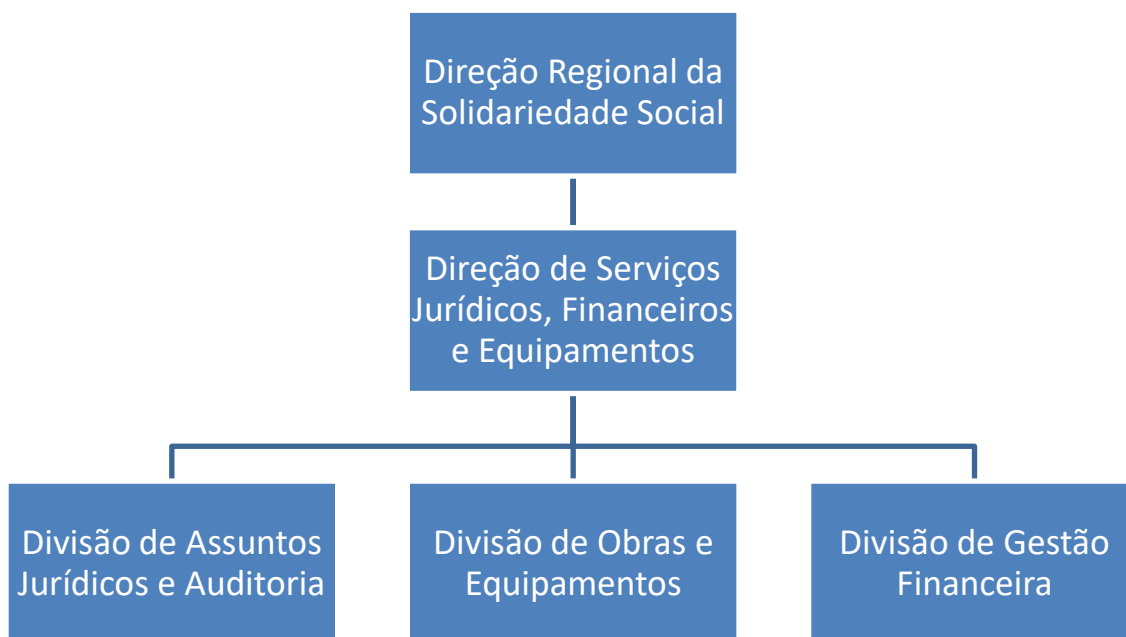 Direção Regional da
Solidariedade Social
Direção de Serviços
Jurídicos, Financeiros
e Equipamentos
Divisão de Assuntos
Jurídicos e Auditoria
Divisão de Obras e
Equipamentos
Divisão de Gestão
Financeira